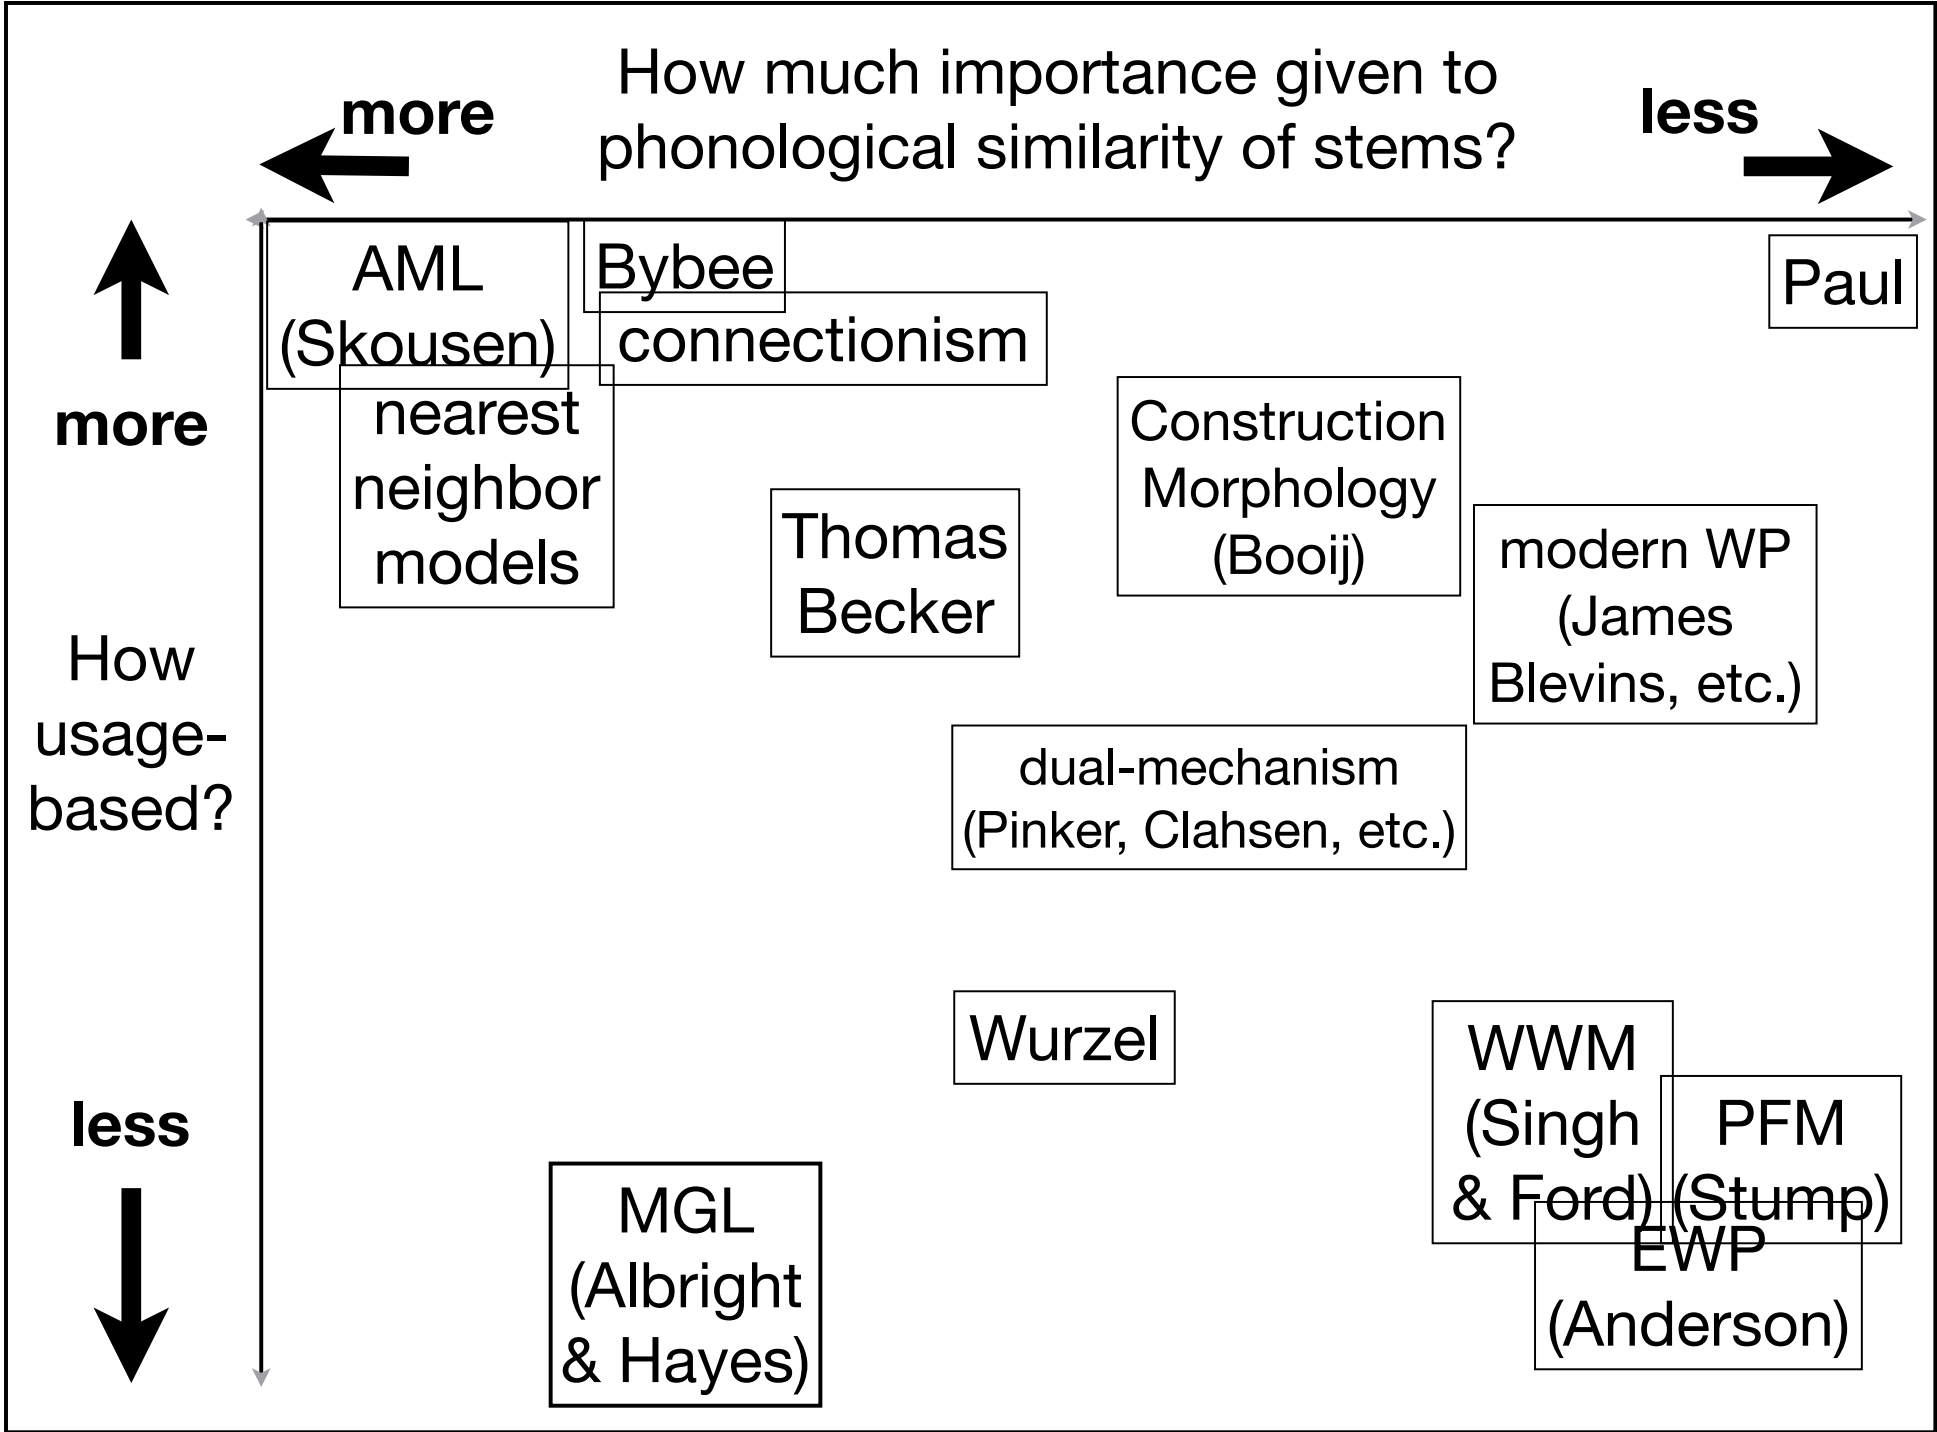 How much importance given to
phonological similarity of stems?
more
less
more
How
usage-
based?
less
AML
(Skousen)
Bybee
connectionism
Paul
nearest
neighbor
models
Construction
Morphology
(Booij)
Thomas
Becker
modern WP
(James
Blevins, etc.)
dual-mechanism
(Pinker, Clahsen, etc.)
Wurzel
WWM
(Singh
& Ford)
PFM
(Stump)
EWP
(Anderson)
MGL
(Albright
& Hayes)